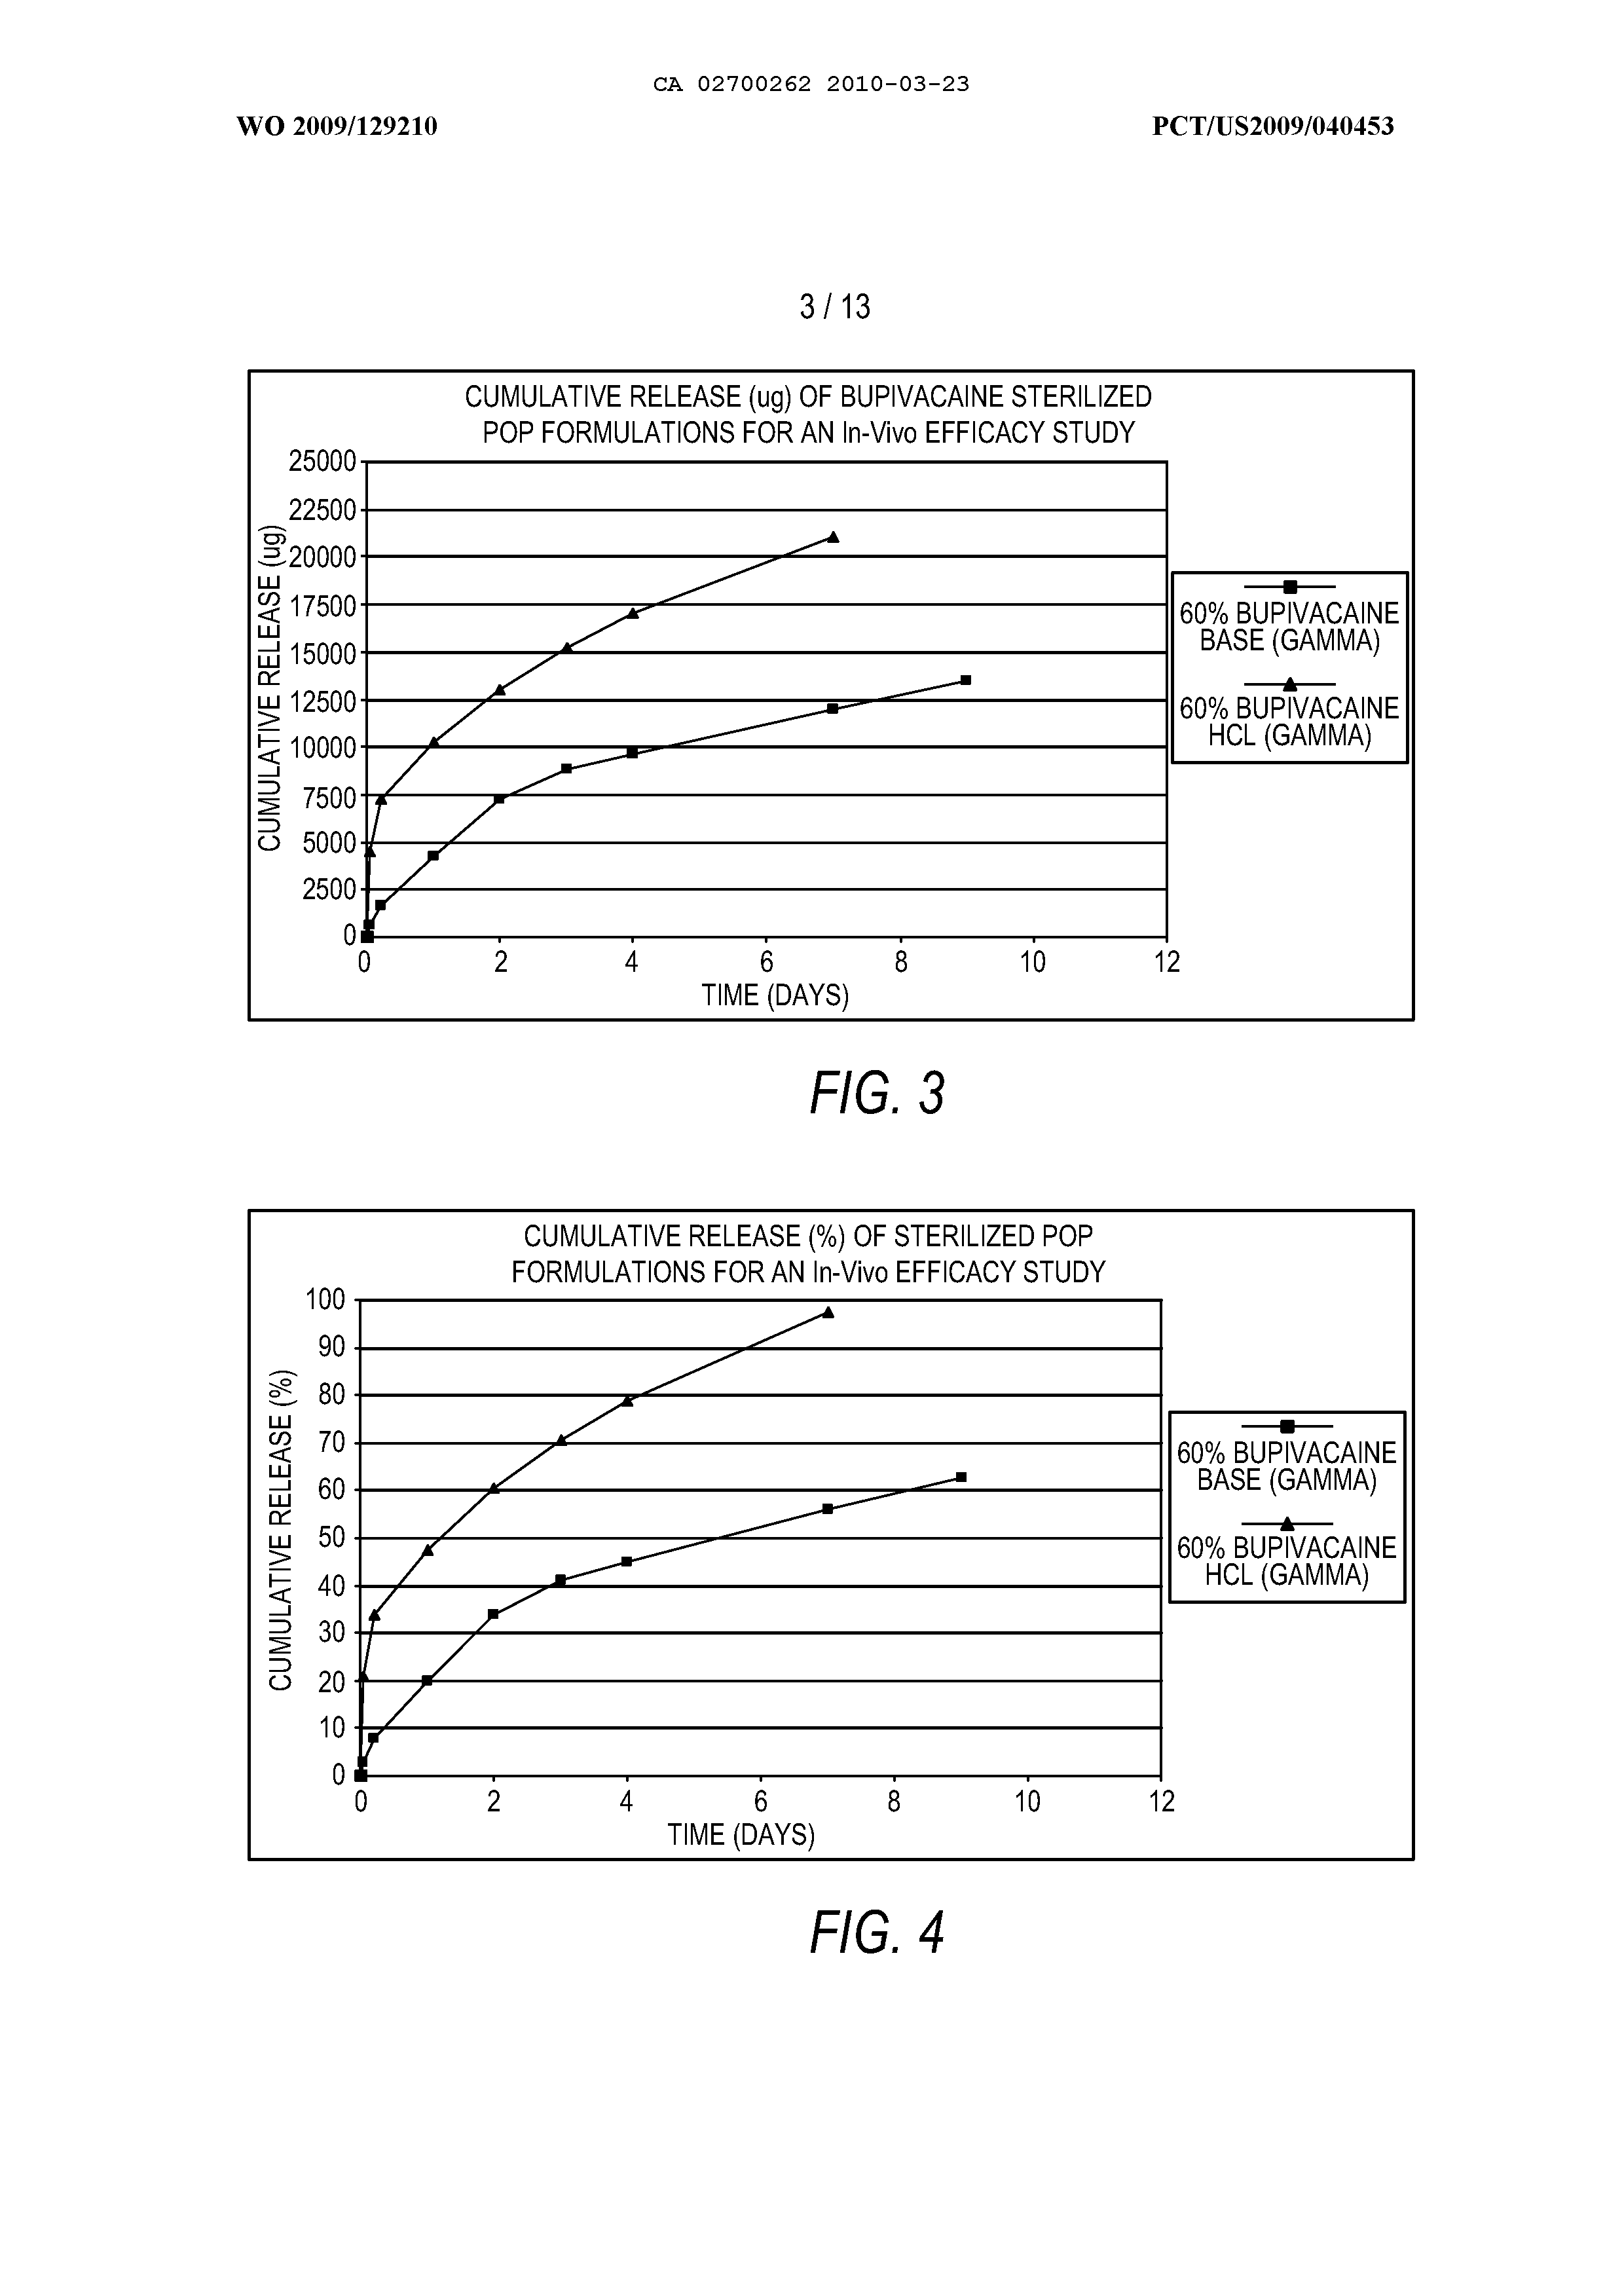 CA 02700262 2010-03-23
WO 2009/129210
PCT/US2009/040453
3 / 13
CUMULATIVE RELEASE (ug) OF BUPIVACAINE STERILIZED
POP FORMULATIONS FOR AN In-Vivo EFFICACY STUDY
CUMULATIVE RELEASE (ug)
25000
22500
20000
17500
15000
12500
10000
7500
5000
2500
0
0 2 4 6 8 10 12
TIME (DAYS)
60% BUPIVACAINE
BASE (GAMMA)
60% BUPIVACAINE
HCL (GAMMA)
FIG. 3
CUMULATIVE RELEASE (%) OF STERILIZED POP
FORMULATIONS FOR AN In-Vivo EFFICACY STUDY
CUMULATIVE RELEASE (%)
100
90
80
70
60
50
40
30
20
10
0
0 2 4 6 8 10 12
TIME (DAYS)
60% BUPIVACAINE
BASE (GAMMA)
60% BUPIVACAINE
HCL (GAMMA)
FIG. 4